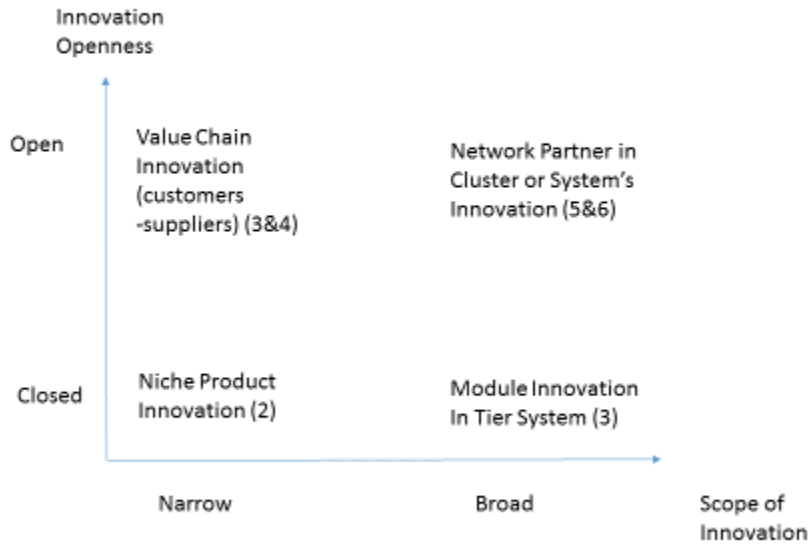 Innovation
Openness
Open
Value Chain
Innovation
(customers
-suppliers) (3&4)
Network Partner in
Cluster or System's
Innovation (5&6)
Closed
Niche Product
Innovation (2)
Module Innovation
In Tier System (3)
Narrow
Broad
Scope of
Innovation